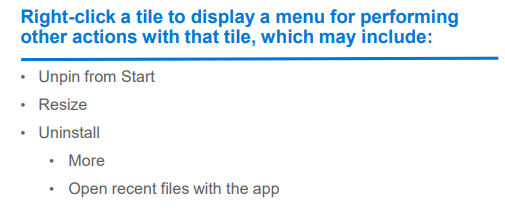 Right-click a tile to display a menu for performing
other actions with that tile, which may include:
• Unpin from Start
• Resize
• Uninstall
• More
• Open recent files with the app